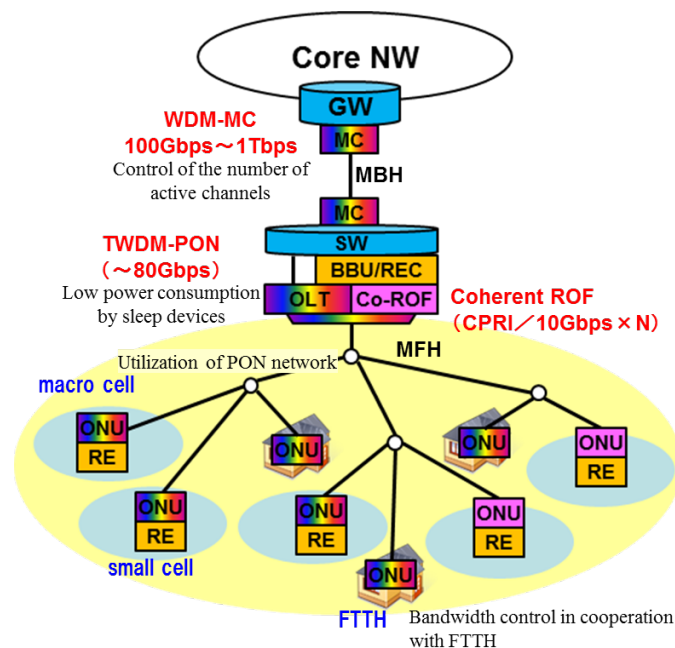 Core NW
GW
WDM-MC
100Gbps～1Tbps
Control of the number of
active channels
MC
MBH
MC
SW
TWDM-PON
（～80Gbps）
Low power consumption
by sleep devices
BBU/REC
OLT
Co-ROF
Coherent ROF
（CPRI／10Gbps×N）
MFH
Utilization of PON network
macro cell
ONU
RE
ONU
ONU
ONU
RE
ONU
RE
small cell
ONU
RE
ONU
RE
ONU
FTTH
Bandwidth control in cooperation
with FTTH